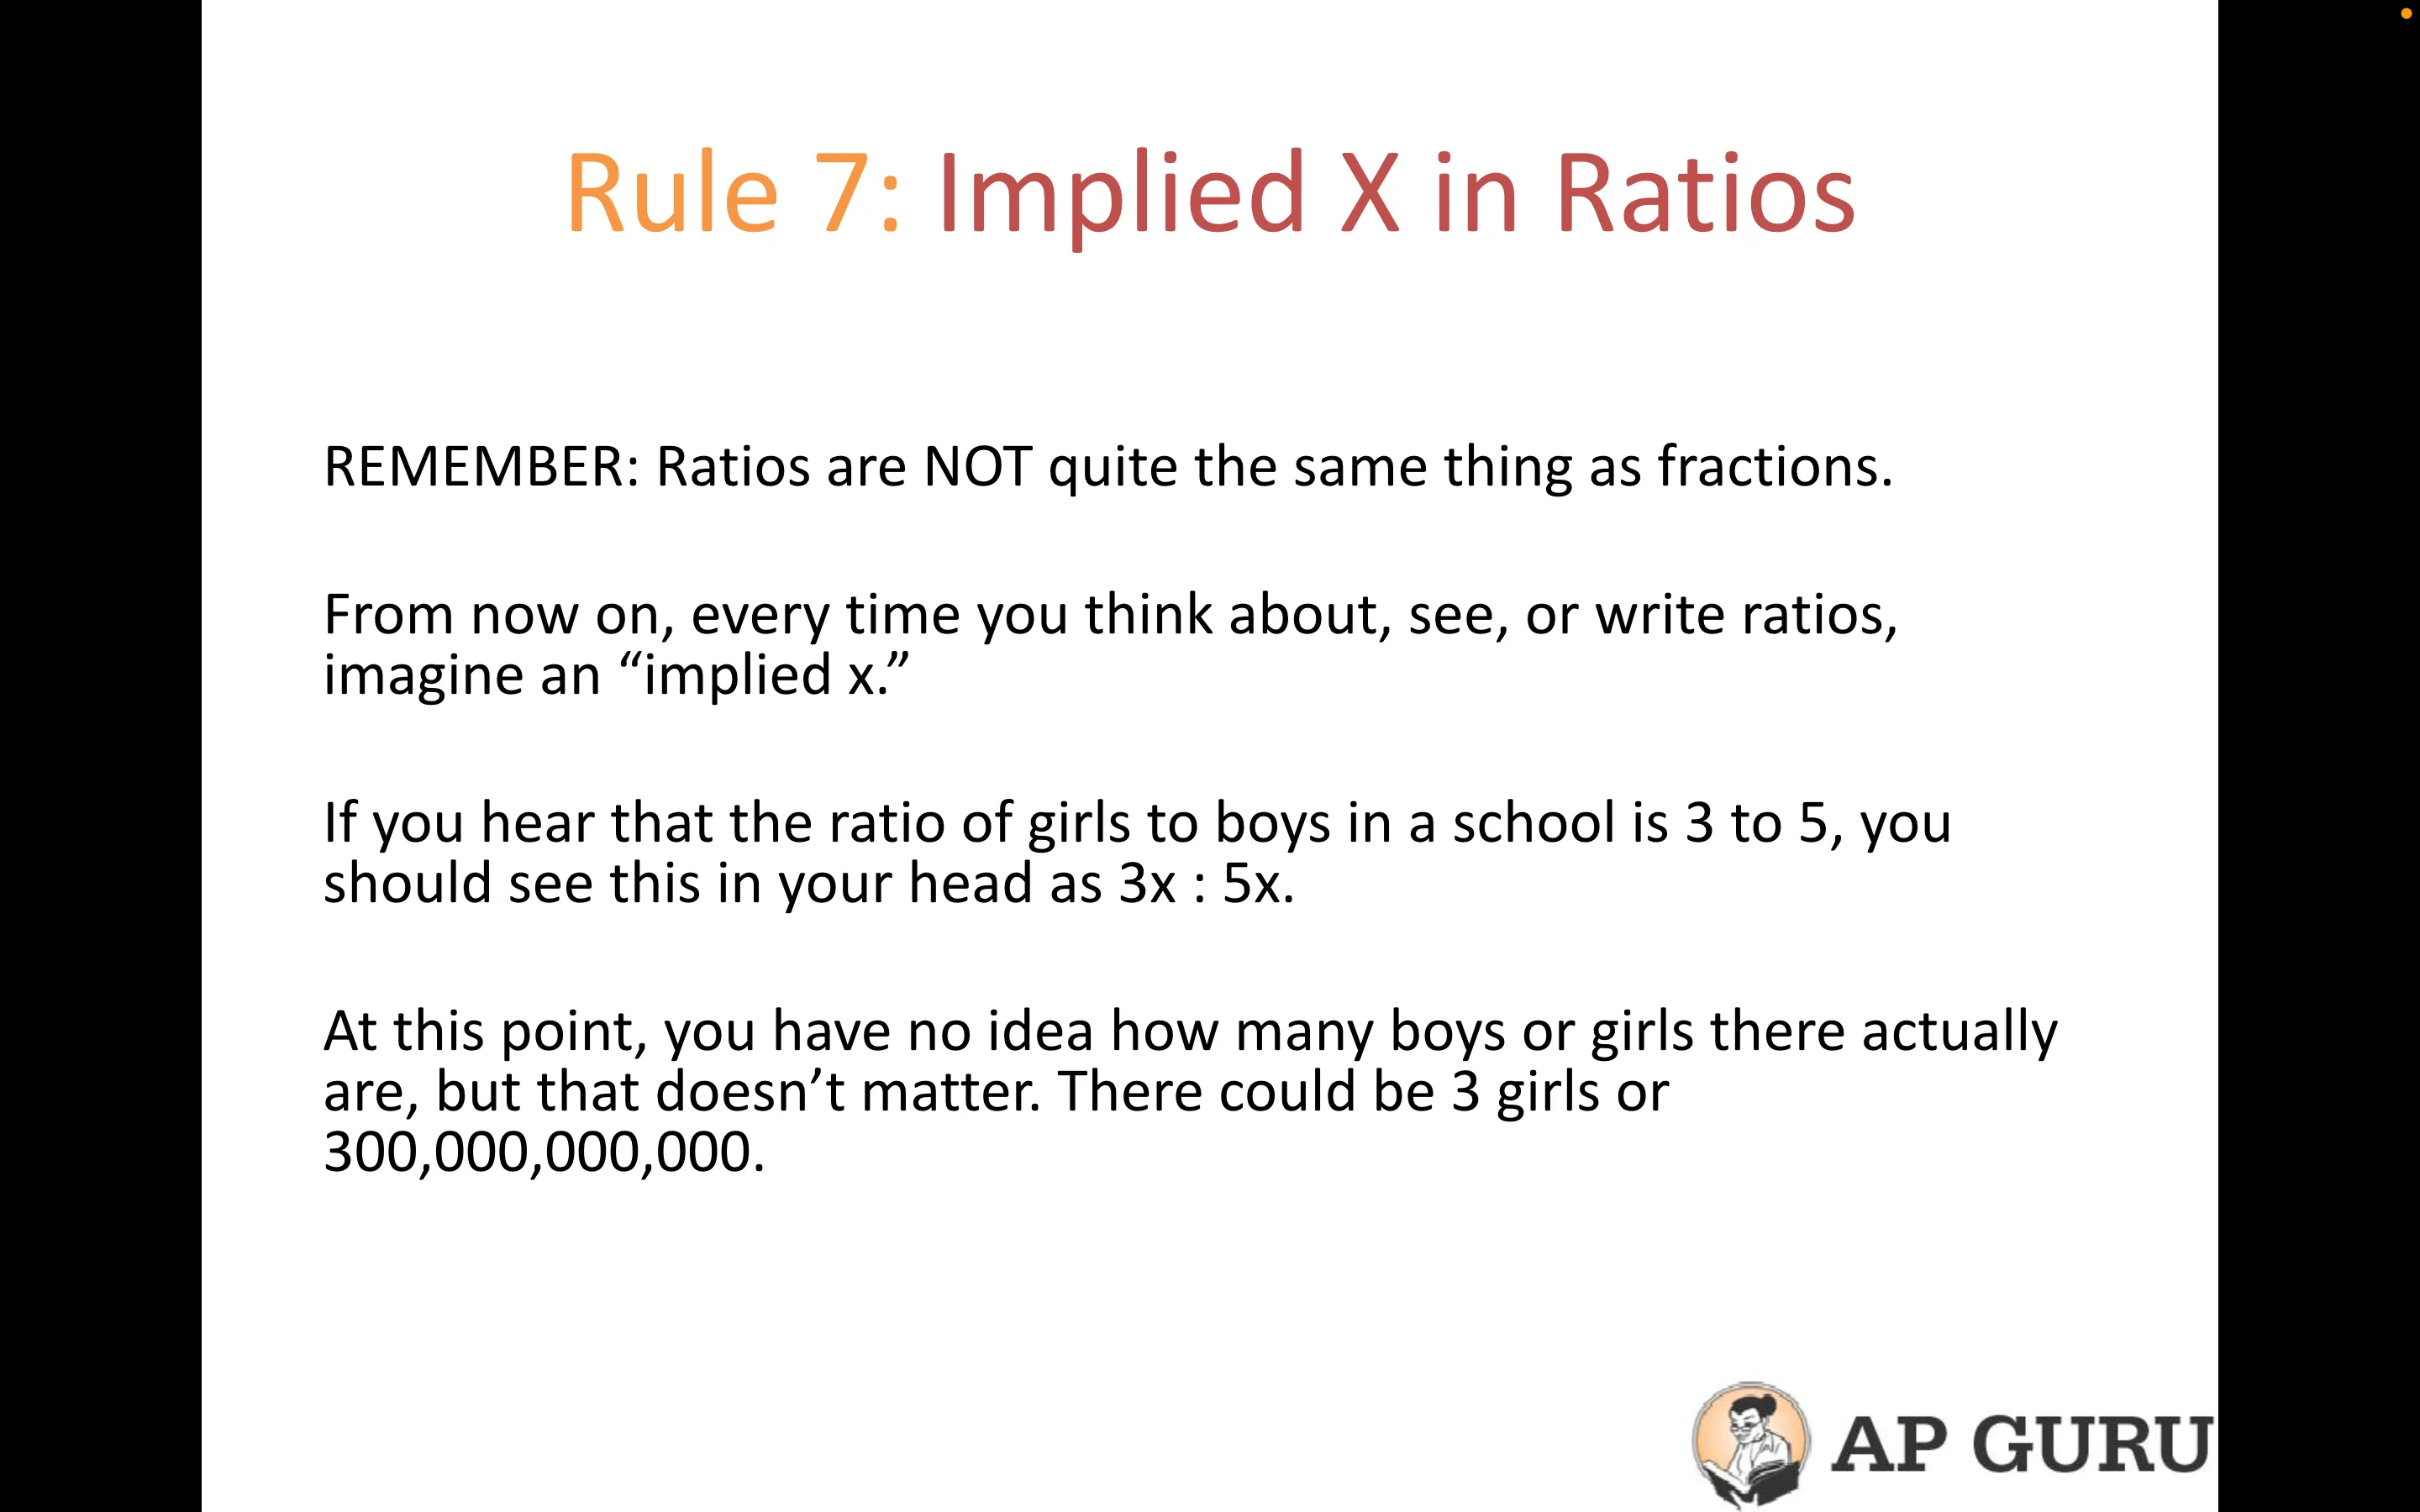 Rule 7: Implied X in Ratios
REMEMBER: Ratios are NOT quite the same thing as fractions.
From now on, every time you think about, see, or write ratios,
imagine an “implied x.”
If you hear that the ratio of girls to boys in a school is 3 to 5, you
should see this in your head as 3x : 5x.
At this point, you have no idea how many boys or girls there actually
are, but that doesn’t matter. There could be 3 girls or
300,000,000,000.
AP GURU